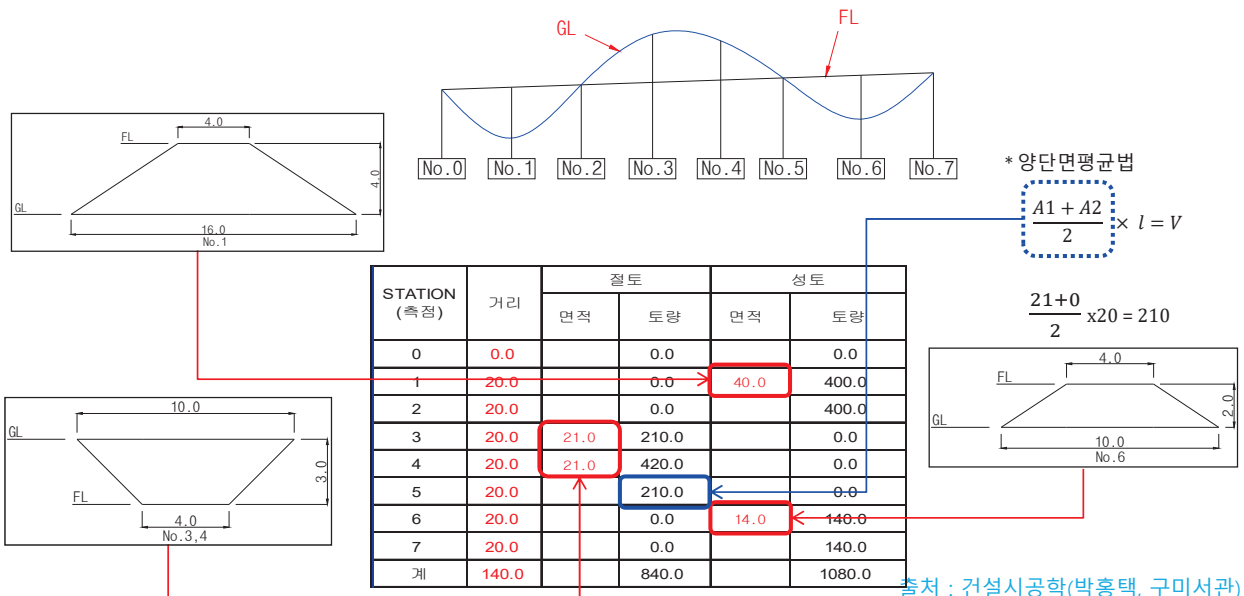 GL
FL
No.0 No.1 No.2 No.3 No.4 No.5 No.6 No.7
4.0
FL
4.0
GL
16.0
No.1
* 양단면평균법
A1 + A2
2
× l = V
21+0
2
x20 = 210
4.0
FL
2.0
GL
10.0
No.6
10.0
GL
3.0
FL
4.0
No.3,4
STATION (측점) 거리 절토 성토
면적 토량 면적 토량
0 0.0 0.0 0.0
1 20.0 0.0 40.0 400.0
2 20.0 0.0 400.0
3 20.0 21.0 210.0 0.0
4 20.0 21.0 420.0 0.0
5 20.0 210.0 0.0
6 20.0 0.0 14.0 140.0
7 20.0 0.0 140.0
계 140.0 840.0 1080.0
출처 : 건설시공학(박홍택, 구미서관)